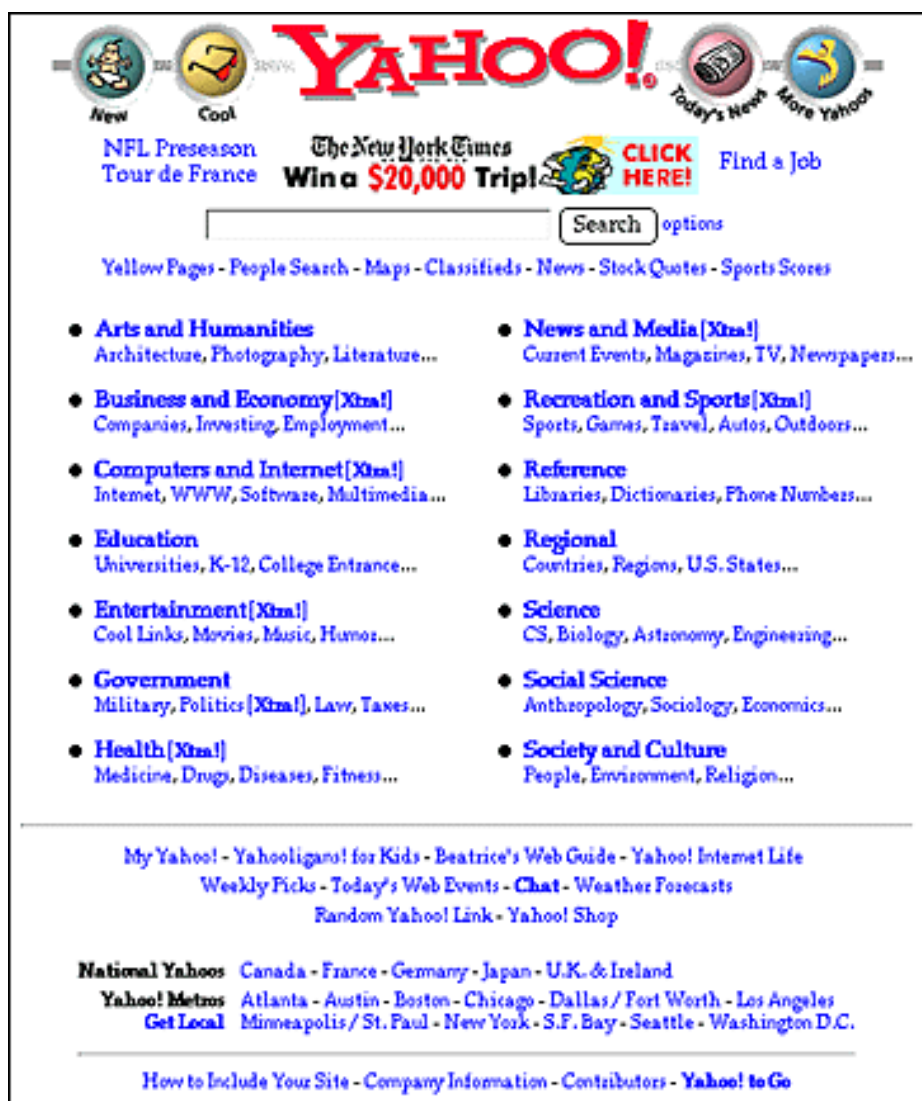 YAHOO!
New Cool Today's News More Yahoos
NFL Preseason
Tour de France
The New York Times
Win a $20,000 Trip!
CLICK
HERE!
Find a Job
Search options
Yellow Pages - People Search - Maps - Classifieds - News - Stock Quotes - Sports Scores
Arts and Humanities
Architecture, Photography, Literature...
Business and Economy [Xtra!]
Companies, Investing, Employment...
Computers and Internet [Xtra!]
Internet, WWW, Software, Multimedia...
Education
Universities, K-12, College Entrance...
Entertainment [Xtra!]
Cool Links, Movies, Music, Humor...
Government
Military, Politics [Xtra!], Law, Taxes...
Health [Xtra!]
Medicine, Drugs, Diseases, Fitness...
News and Media [Xtra!]
Current Events, Magazines, TV, Newspapers...
Recreation and Sports [Xtra!]
Sports, Games, Travel, Autos, Outdoors...
Reference
Libraries, Dictionaries, Phone Numbers...
Regional
Countries, Regions, U.S. States...
Science
CS, Biology, Astronomy, Engineering...
Social Science
Anthropology, Sociology, Economics...
Society and Culture
People, Environment, Religion...
My Yahoo! - Yahooligans! for Kids - Beatrice's Web Guide - Yahoo! Internet Life
Weekly Picks - Today's Web Events - Chat - Weather Forecasts
Random Yahoo! Link - Yahoo! Shop
National Yahoos Canada - France - Germany - Japan - U.K. & Ireland
Yahoo! Metros Atlanta - Austin - Boston - Chicago - Dallas / Fort Worth - Los Angeles
Get Local Minneapolis / St. Paul - New York - S.F. Bay - Seattle - Washington D.C.
How to Include Your Site - Company Information - Contributors - Yahoo! to Go